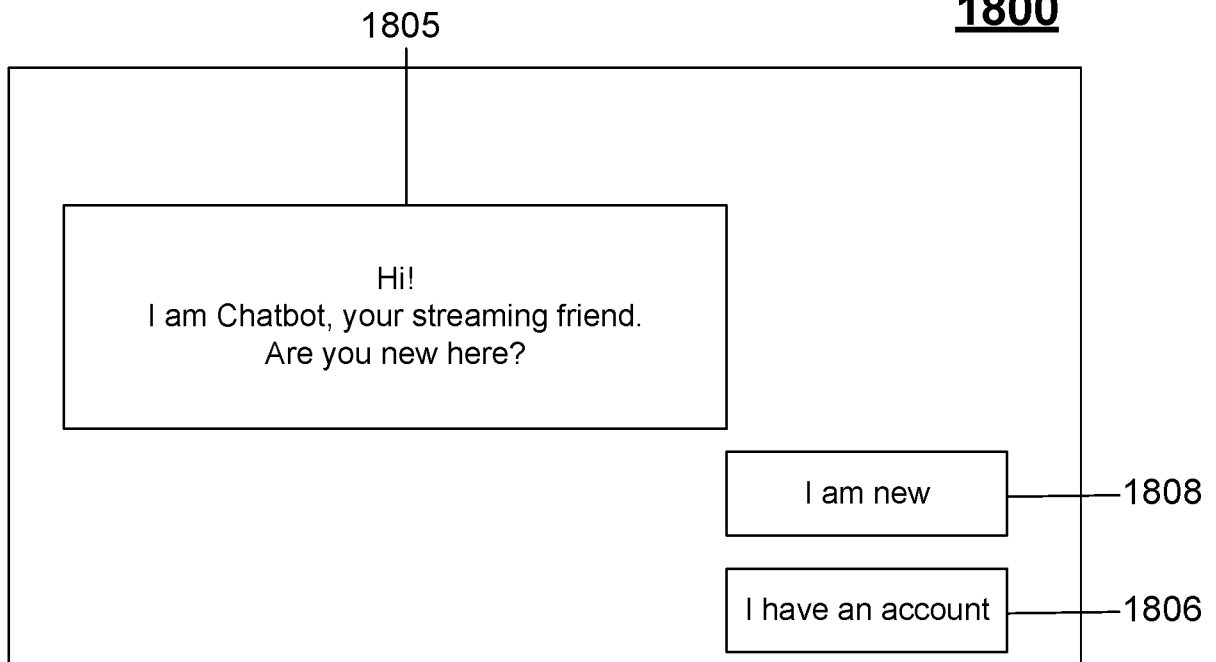 1800
1805
Hi!
I am Chatbot, your streaming friend.
Are you new here?
I am new
1808
I have an account
1806